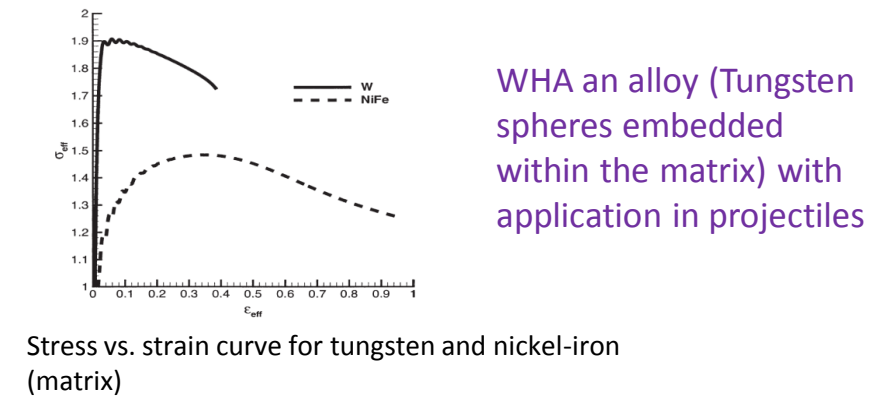 2
1.9
1.8
1.7
1.6
1.5
1.4
1.3
1.2
1.1
1
σeff
0 0.1 0.2 0.3 0.4 0.5 0.6 0.7 0.8 0.9 1
εeff
W
NiFe
WHA an alloy (Tungsten
spheres embedded
within the matrix) with
application in projectiles
Stress vs. strain curve for tungsten and nickel-iron
(matrix)